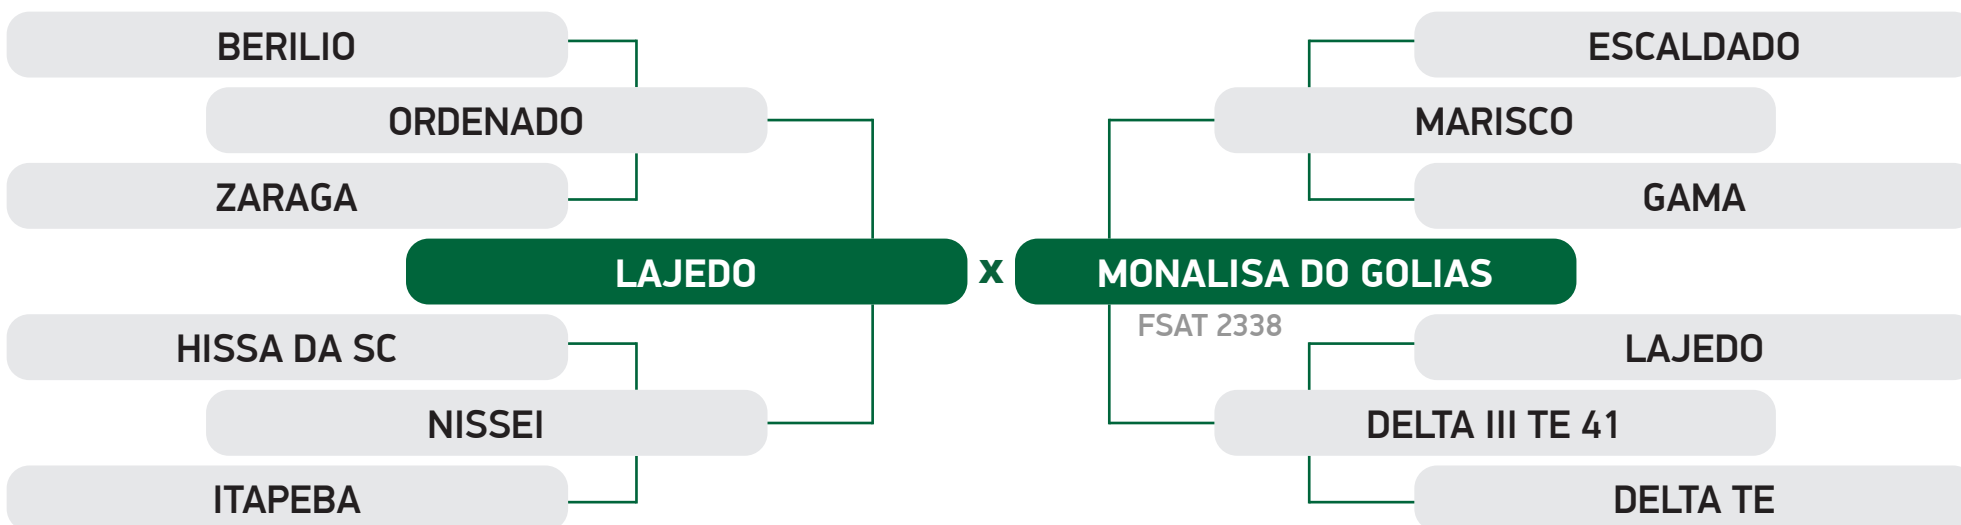 BERILIO
ESCALDADO
ORDENADO
MARISCO
ZARAGA
GAMA
LAJEDO x MONALISA DO GOLIAS
FSAT 2338
HISSA DA SC
LAJEDO
NISSEI
DELTA III TE 41
ITAPEBA
DELTA TE